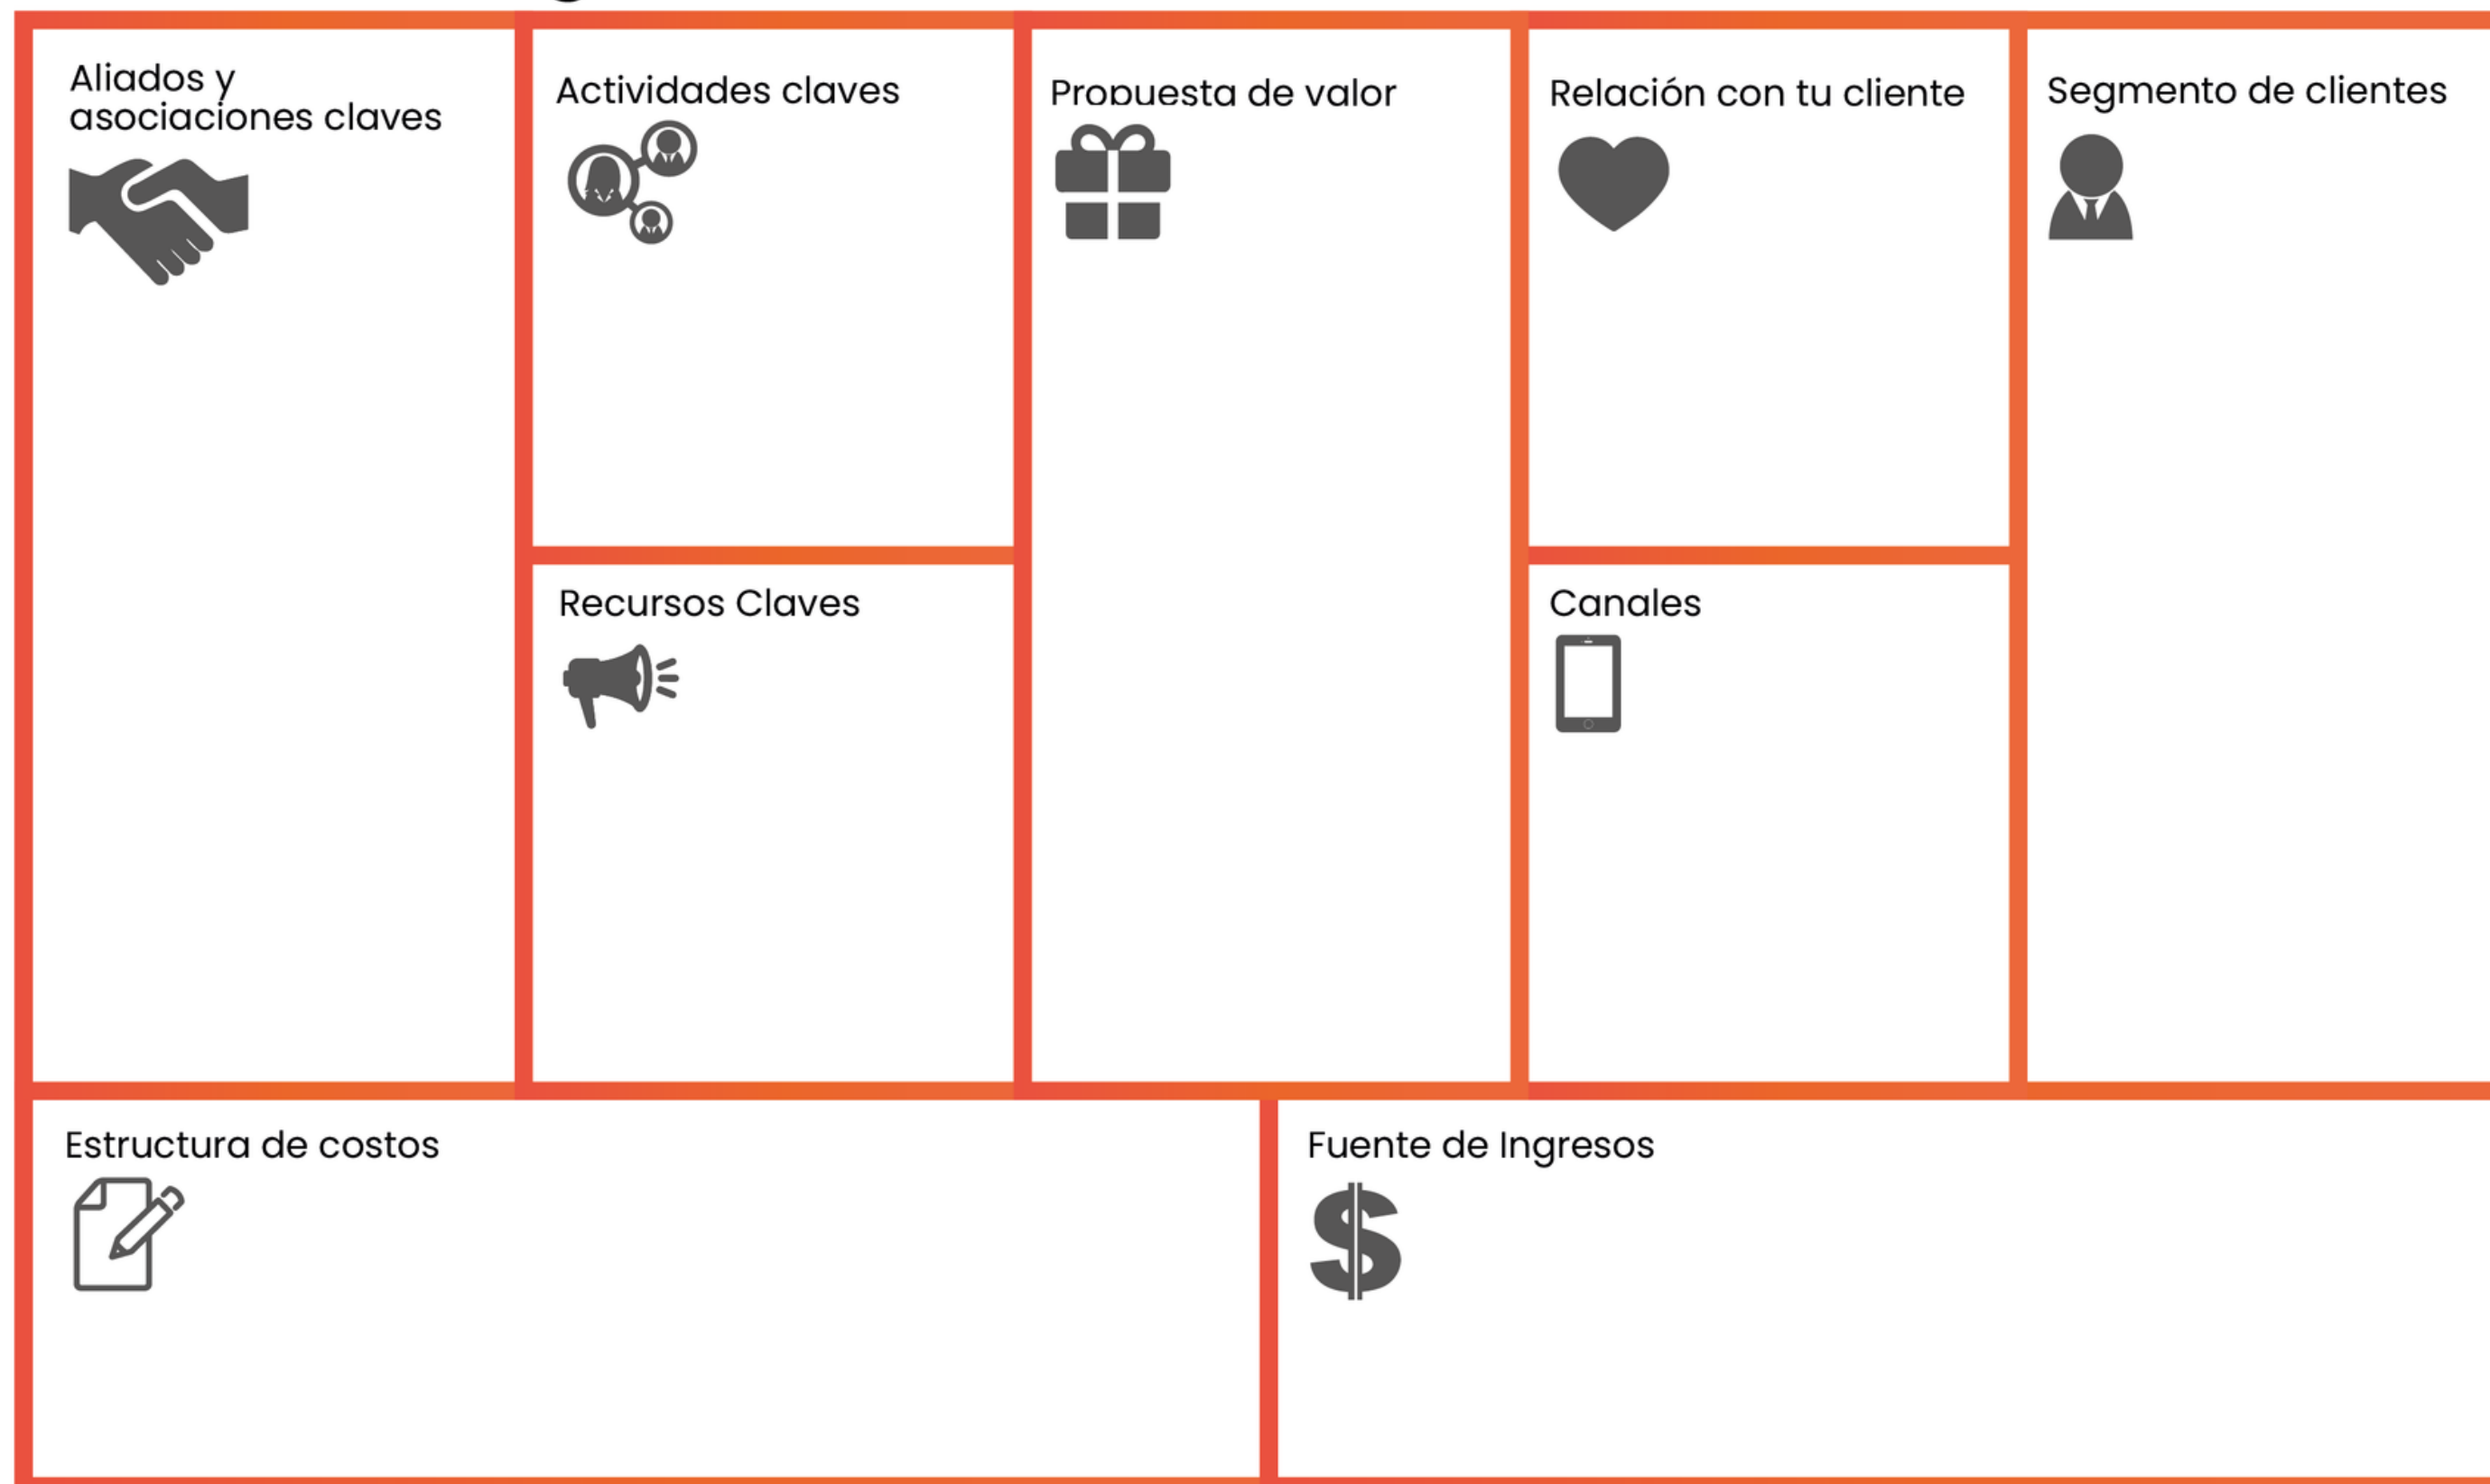 Aliados y
asociaciones claves
Actividades claves
Propuesta de valor
Relación con tu cliente
Segmento de clientes
Recursos Claves
Canales
Estructura de costos
Fuente de Ingresos
$